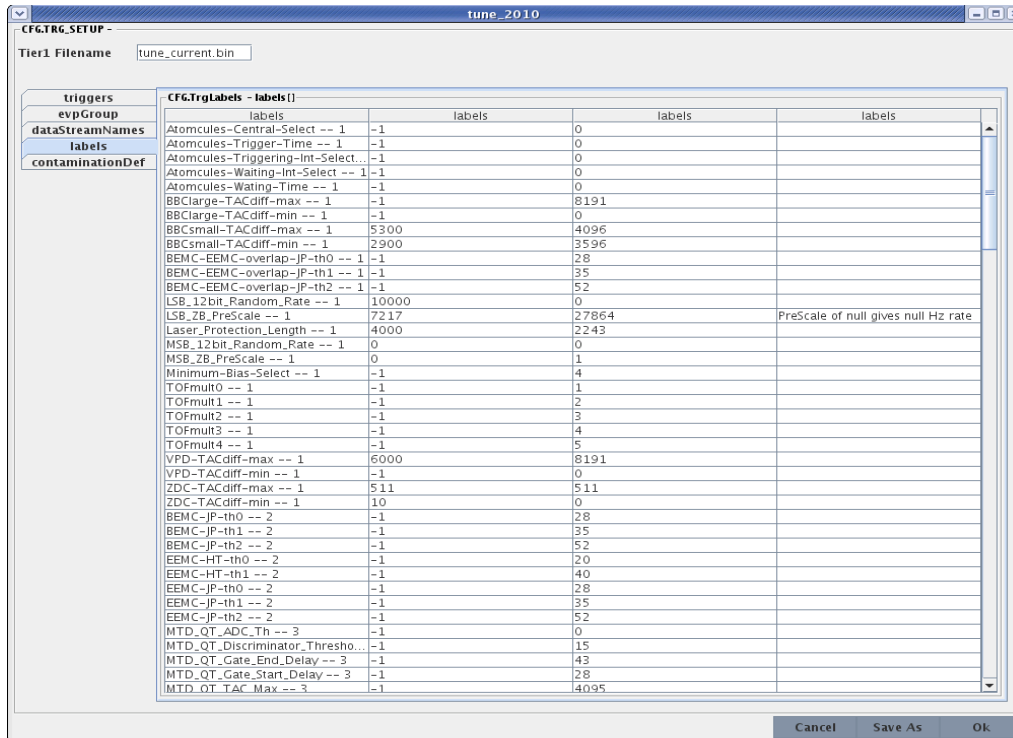 tune_2010
CFG.TRG_SETUP -
Tier1 Filename tune_current.bin
triggers
evpGroup
dataStreamNames
labels
contaminationDef
CFG.TrgLabels - labels[]
labels labels labels labels
Atomcules-Central-Select -- 1 -1 0
Atomcules-Trigger-Time -- 1 -1 0
Atomcules-Triggering-Int-Select... -1 0
Atomcules-Waiting-Int-Select -- 1 -1 0
Atomcules-Wating-Time -- 1 -1 0
BBClarge-TACdiff-max -- 1 -1 8191
BBClarge-TACdiff-min -- 1 -1 0
BBCsmall-TACdiff-max -- 1 5300 4096
BBCsmall-TACdiff-min -- 1 2900 3596
BEMC-EEMC-overlap-JP-th0 -- 1 -1 28
BEMC-EEMC-overlap-JP-th1 -- 1 -1 35
BEMC-EEMC-overlap-JP-th2 -- 1 -1 52
LSB_12bit_Random_Rate -- 1 10000 0
LSB_ZB_PreScale -- 1 7217 27864 PreScale of null gives null Hz rate
Laser_Protection_Length -- 1 4000 2243
MSB_12bit_Random_Rate -- 1 0 0
MSB_ZB_PreScale -- 1 0 1
Minimum-Bias-Select -- 1 -1 4
TOFmult0 -- 1 -1 1
TOFmult1 -- 1 -1 2
TOFmult2 -- 1 -1 3
TOFmult3 -- 1 -1 4
TOFmult4 -- 1 -1 5
VPD-TACdiff-max -- 1 6000 8191
VPD-TACdiff-min -- 1 -1 0
ZDC-TACdiff-max -- 1 511 511
ZDC-TACdiff-min -- 1 10 0
BEMC-JP-th0 -- 2 -1 28
BEMC-JP-th1 -- 2 -1 35
BEMC-JP-th2 -- 2 -1 52
EEMC-HT-th0 -- 2 -1 20
EEMC-HT-th1 -- 2 -1 40
EEMC-JP-th0 -- 2 -1 28
EEMC-JP-th1 -- 2 -1 35
EEMC-JP-th2 -- 2 -1 52
MTD_QT_ADC_Th -- 3 -1 0
MTD_QT_Discriminator_Thresho... -1 15
MTD_QT_Gate_End_Delay -- 3 -1 43
MTD_QT_Gate_Start_Delay -- 3 -1 28
MTD_QT_TAC_Max -- 3 -1 4095
Cancel Save As Ok